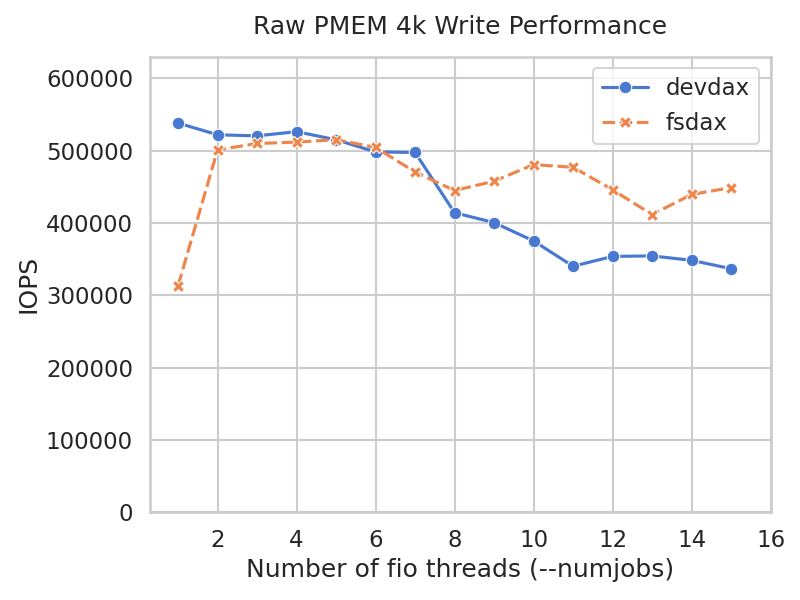 Raw PMEM 4k Write Performance
devdax
fsdax
600000
500000
400000
300000
200000
100000
0
IOPS
2 4 6 8 10 12 14 16
Number of fio threads (--numjobs)